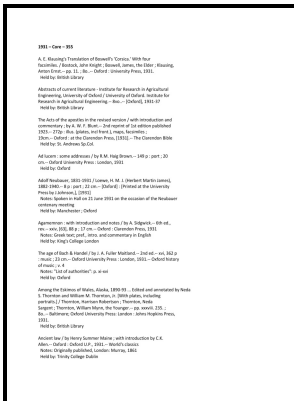 1931 – Core – 355
A. E. Klausing's Translation of Boswell's 'Corsica.' With four
facsimiles. / Bostock, John Knight ; Boswell, James, the Elder ; Klausing,
Anton Ernst.-- pp. 11. ; 8o. -- Oxford : University Press, 1931.
Held by: British Library
Abstracts of current literature - Institute for Research in Agricultural
Engineering, University of Oxford / University of Oxford. Institute for
Research in Agricultural Engineering.-- 8vo..-- [Oxford], 1931-37
Held by: British Library
The Acts of the apostles in the revised version / with introduction and
commentary ; by A. W. F. Blunt.-- 2nd reprint of 1st edition published
1923.-- 272p : illus. (plates, incl front.), maps, facsimiles ;
19cm.-- Oxford : at the Clarendon Press, [1931].-- The Clarendon Bible
Held by: St. Andrews Sp.Col.
Ad lucem : some addresses / by R.M. Haig Brown.-- 149 p : port ; 20
cm.-- Oxford University Press : London, 1931
Held by: Oxford
Adolf Neubauer, 1831-1931 / Loewe, H. M. J. (Herbert Martin James),
1882-1940.-- 8 p : port ; 22 cm.-- [Oxford] : [Printed at the University
Press by J.Johnson,], [1931]
Notes: Spoken in Hall on 21 June 1931 on the occasion of the Neubauer
centenary meeting
Held by: Manchester ; Oxford
Agamemnon : with introduction and notes / by A. Sidgwick.-- 6th ed.,
rev.-- xxiv, [63], 88 p ; 17 cm.-- Oxford : Clarendon Press, 1931
Notes: Greek text; pref., introd. and commentary in English
Held by: King's College London
The age of Bach & Handel / by J. A. Fuller Maitland.-- 2nd ed.-- xvi, 362 p
: music ; 23 cm.-- Oxford University Press : London, 1931.-- Oxford history
of music ; v. 4
Notes: "List of authorities": p. xi-xvi
Held by: Oxford
Among the Eskimos of Wales, Alaska, 1890-93. .. Edited and annotated by Neda
S. Thornton and William M. Thornton, jr. [With plates, including
portraits.] / Thornton, Harrison Robertson ; Thornton, Neda
Sargent ; Thornton, William Munn, the Younger.-- pp. xxxviii. 235. ;
8o. -- Baltimore, Oxford University Press: London : Johns Hopkins Press,
1931.
Held by: British Library
Ancient law / by Henry Sumner Maine ; with introduction by C.K.
Allen.-- Oxford : Oxford U.P., 1931.-- World's classics
Notes: Originally published, London: Murray, 1861
Held by: Trinity College Dublin